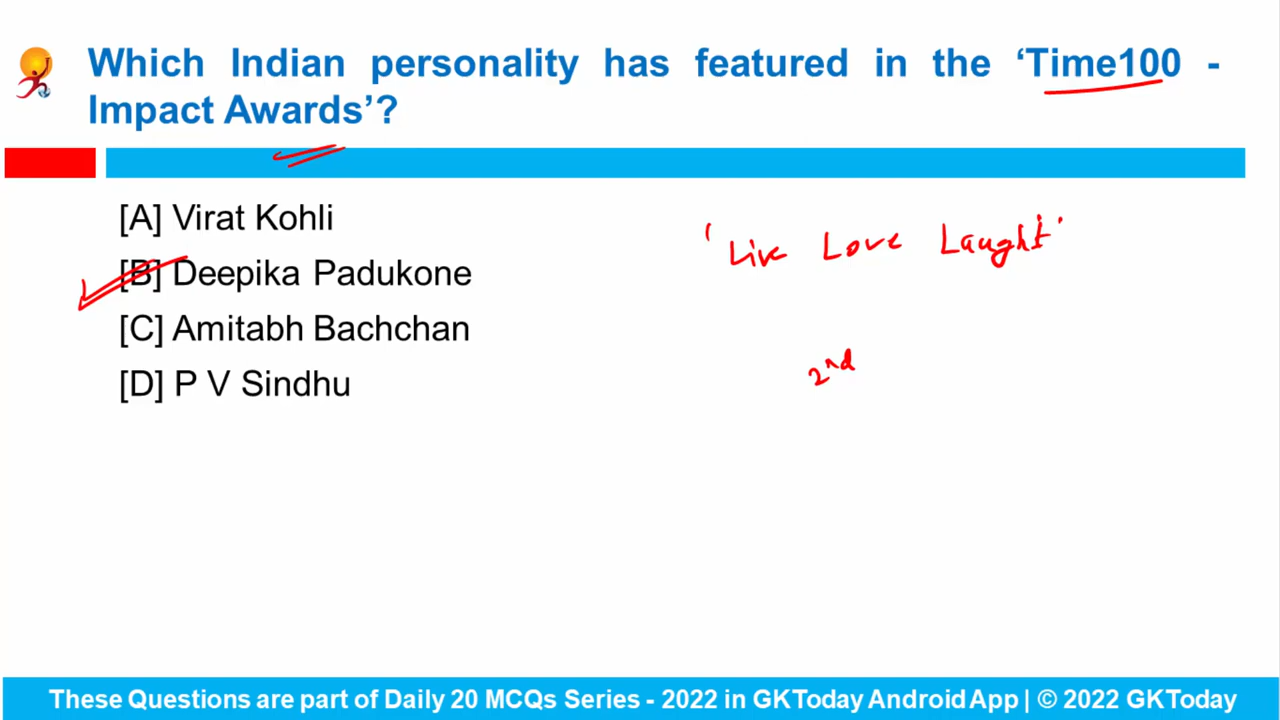 Which Indian personality has featured in the ‘Time100 -
Impact Awards’?
[A] Virat Kohli
[B] Deepika Padukone
[C] Amitabh Bachchan
[D] P V Sindhu
'Live Love Laught'
2nd
These Questions are part of Daily 20 MCQs Series - 2022 in GKToday Android App | © 2022 GKToday